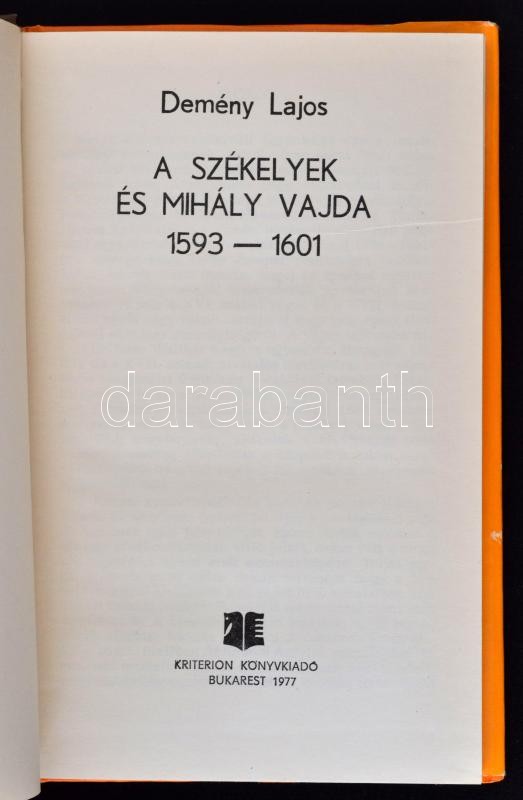 Demény Lajos
A SZÉKELYEK
ÉS MIHÁLY VAJDA
1593 — 1601
darabanth
KRITERION KÖNYVKIADÓ
BUKAREST 1977